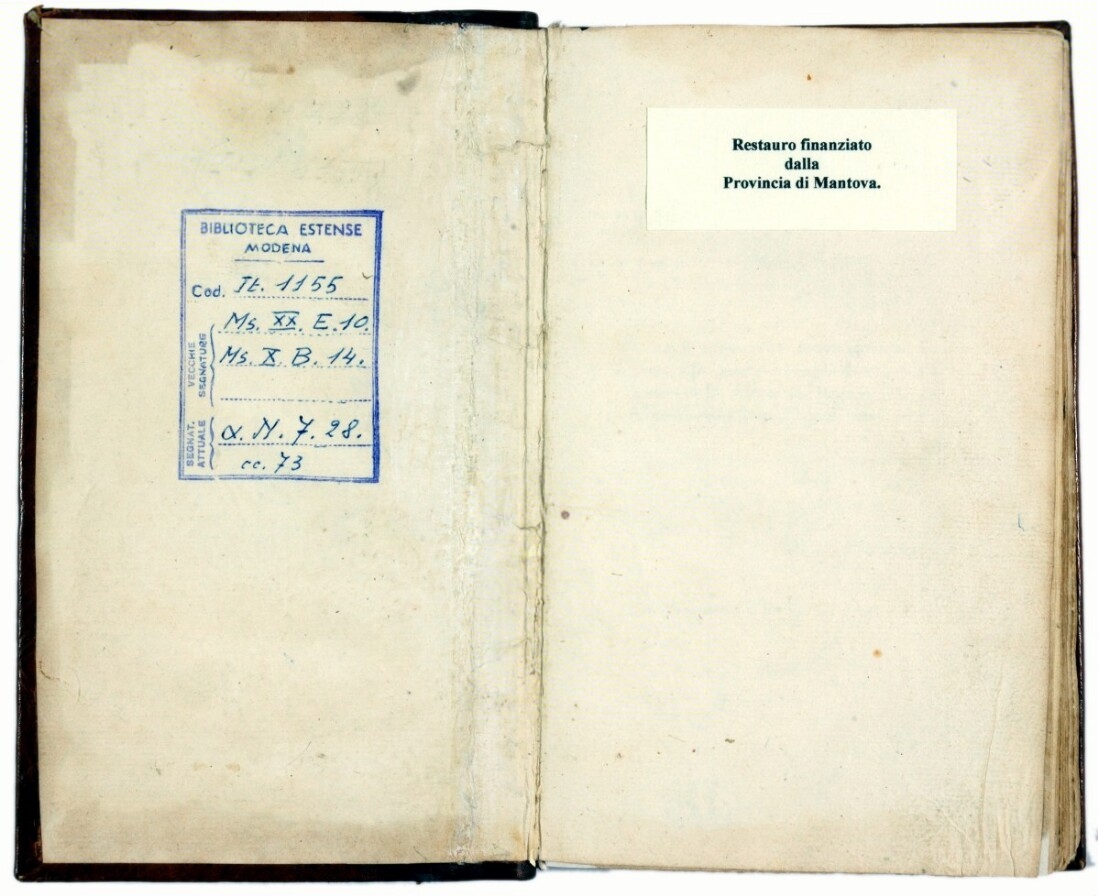 BIBLIOTECA ESTENSE
MODENA
Cod. It. 1155
VECCHIE SEGNATURE
Ms. XX. E. 10.
Ms. X. B. 14.
SEGNAT. ATTUALE
α. N. 7. 28.
cc. 73
Restauro finanziato
dalla
Provincia di Mantova.